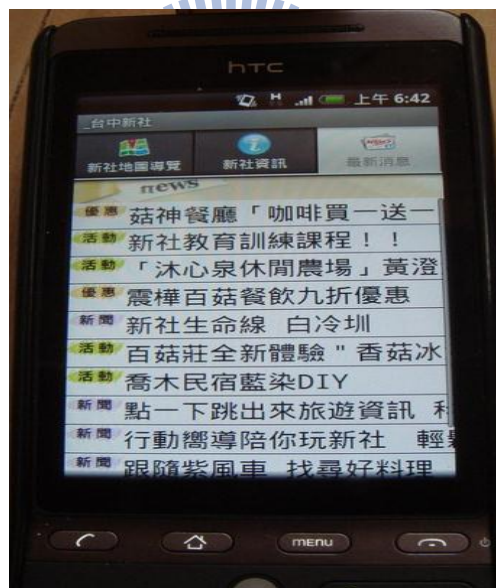 hTC
H
上午 6:42
_台中新社
新社地圖導覽
新社資訊
NEWS
最新消息
news
優惠 菇神餐廳「咖啡買一送一
活動 新社教育訓練課程！！
活動 「沐心泉休閒農場」黃澄
優惠 震樺百菇餐飲九折優惠
新聞 新社生命線 白冷圳
活動 百菇莊全新體驗"香菇冰
活動 喬木民宿藍染DIY
新聞 點一下跳出來旅遊資訊 和
新聞 行動嚮導陪你玩新社 輕鬆
新聞 跟隨紫風車 找尋好料理
menu